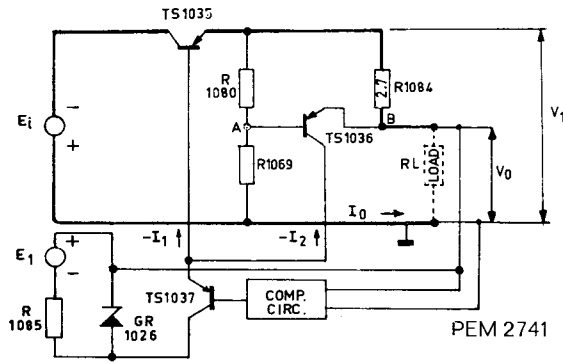 TS1035
R
1080
2.7
R1084
V1
Ei
-
+
A
B
TS1036
R1069
RL
LOAD
V0
I0
-I1
-I2
E1
+
-
TS1037
COMP.
CIRC.
R
1085
GR
1026
PEM 2741